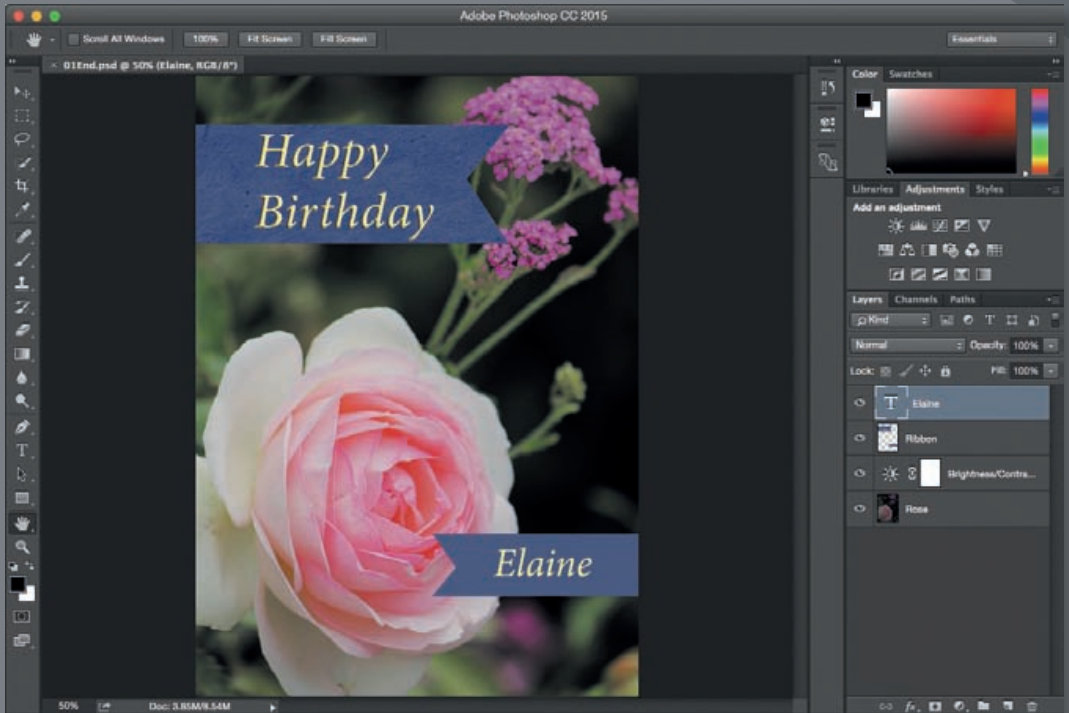 Adobe Photoshop CC 2015
Scroll All Windows 100% Fit Screen Fill Screen Essentials
× 01End.psd @ 50% (Elaine, RGB/8*)
Happy
Birthday
Elaine
Color Swatches
Libraries Adjustments Styles
Add an adjustment
Layers Channels Paths
Kind
Normal Opacity: 100%
Lock: Fill: 100%
T Elaine
Ribbon
Brightness/Contra...
Rose
50% Doc: 3.85M/8.54M